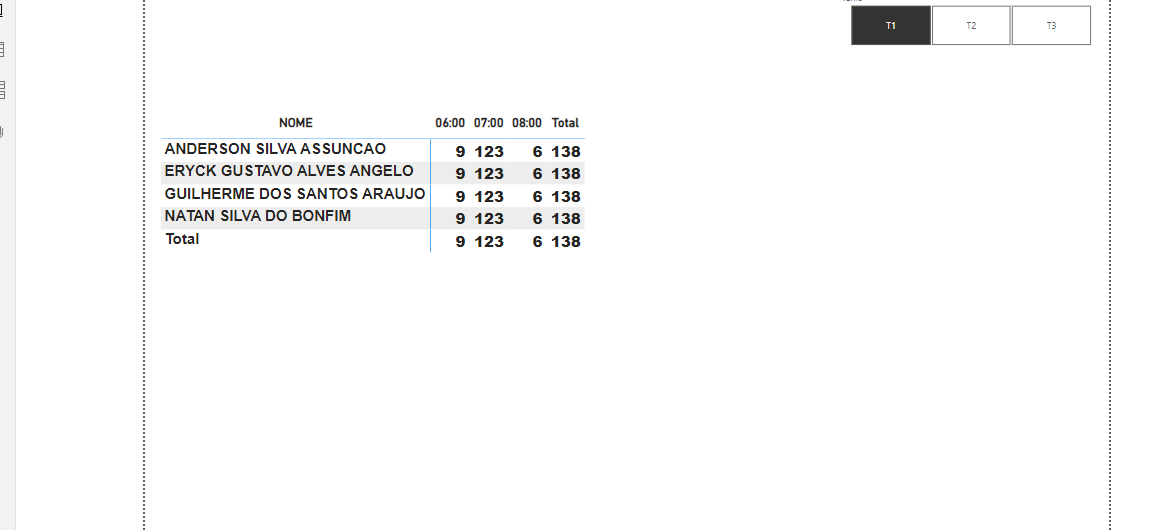 T1 T2 T3
NOME 06:00 07:00 08:00 Total
ANDERSON SILVA ASSUNCAO 9 123 6 138
ERYCK GUSTAVO ALVES ANGELO 9 123 6 138
GUILHERME DOS SANTOS ARAUJO 9 123 6 138
NATAN SILVA DO BONFIM 9 123 6 138
Total 9 123 6 138